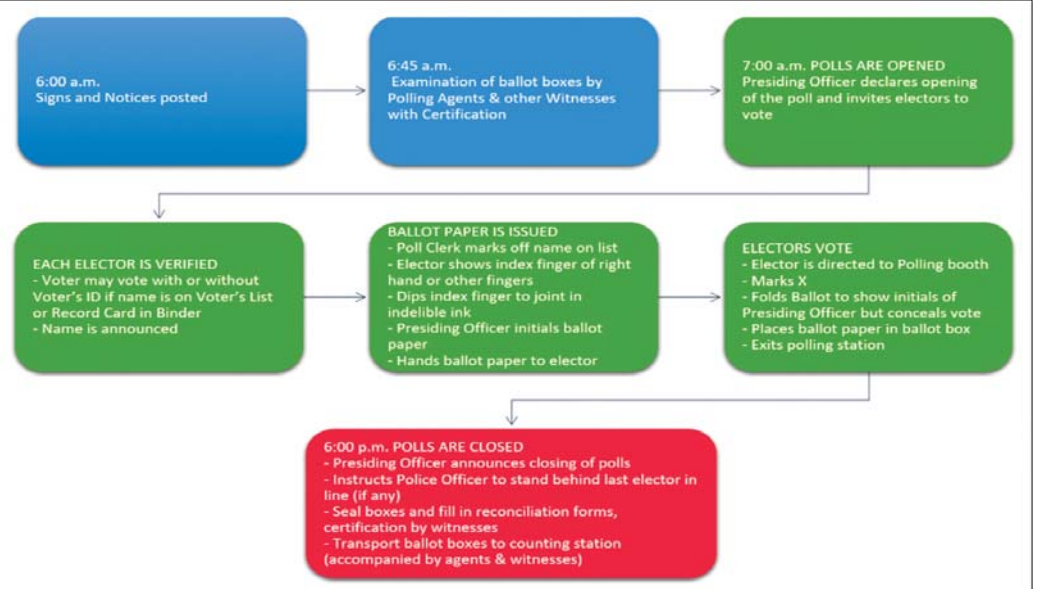 6:00 a.m.
Signs and Notices posted
6:45 a.m.
Examination of ballot boxes by
Polling Agents & other Witnesses
with Certification
7:00 a.m. POLLS ARE OPENED
Presiding Officer declares opening
of the poll and invites electors to
vote
EACH ELECTOR IS VERIFIED
- Voter may vote with or without
Voter's ID if name is on Voter's List
or Record Card in Binder
- Name is announced
BALLOT PAPER IS ISSUED
- Poll Clerk marks off name on list
- Elector shows index finger of right
hand or other fingers
- Dips index finger to joint in
indelible ink
- Presiding Officer initials ballot
paper
- Hands ballot paper to elector
ELECTORS VOTE
- Elector is directed to Polling booth
- Marks X
- Folds Ballot to show initials of
Presiding Officer but conceals vote
- Places ballot paper in ballot box
- Exits polling station
6:00 p.m. POLLS ARE CLOSED
- Presiding Officer announces closing of polls
- Instructs Police Officer to stand behind last elector in
line (if any)
- Seal boxes and fill in reconciliation forms,
certification by witnesses
- Transport ballot boxes to counting station
(accompanied by agents & witnesses)